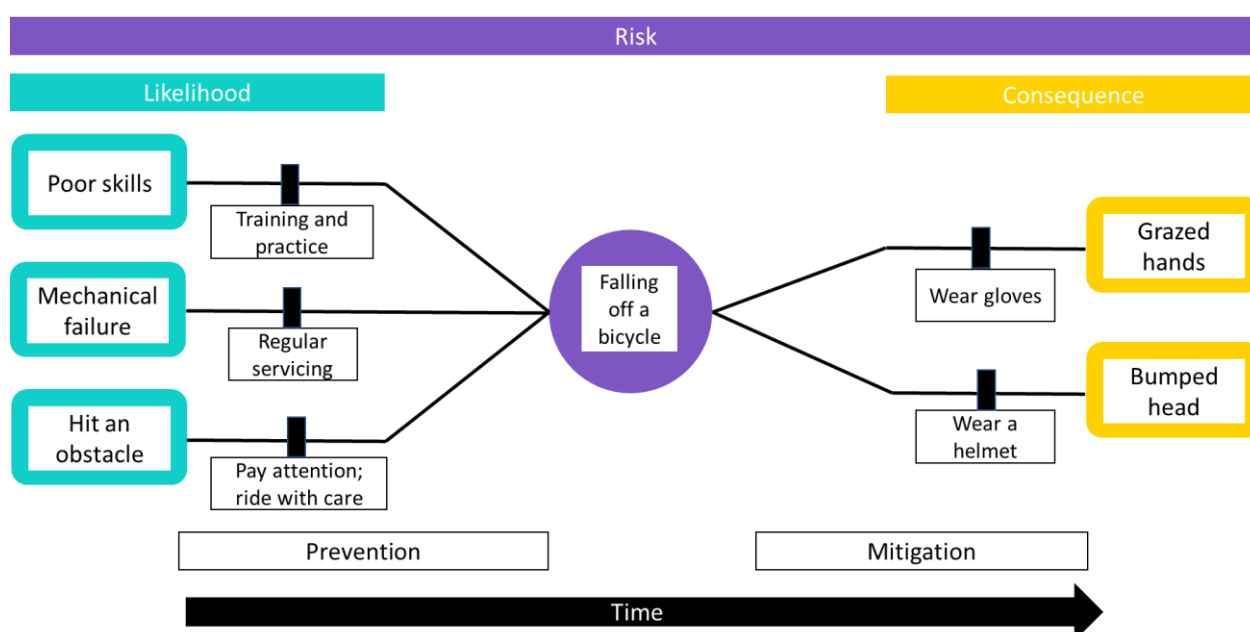 Risk
Likelihood
Consequence
Poor skills
Training and
practice
Mechanical
failure
Regular
servicing
Hit an
obstacle
Pay attention;
ride with care
Falling
off a
bicycle
Wear gloves
Grazed
hands
Wear a
helmet
Bumped
head
Prevention
Mitigation
Time